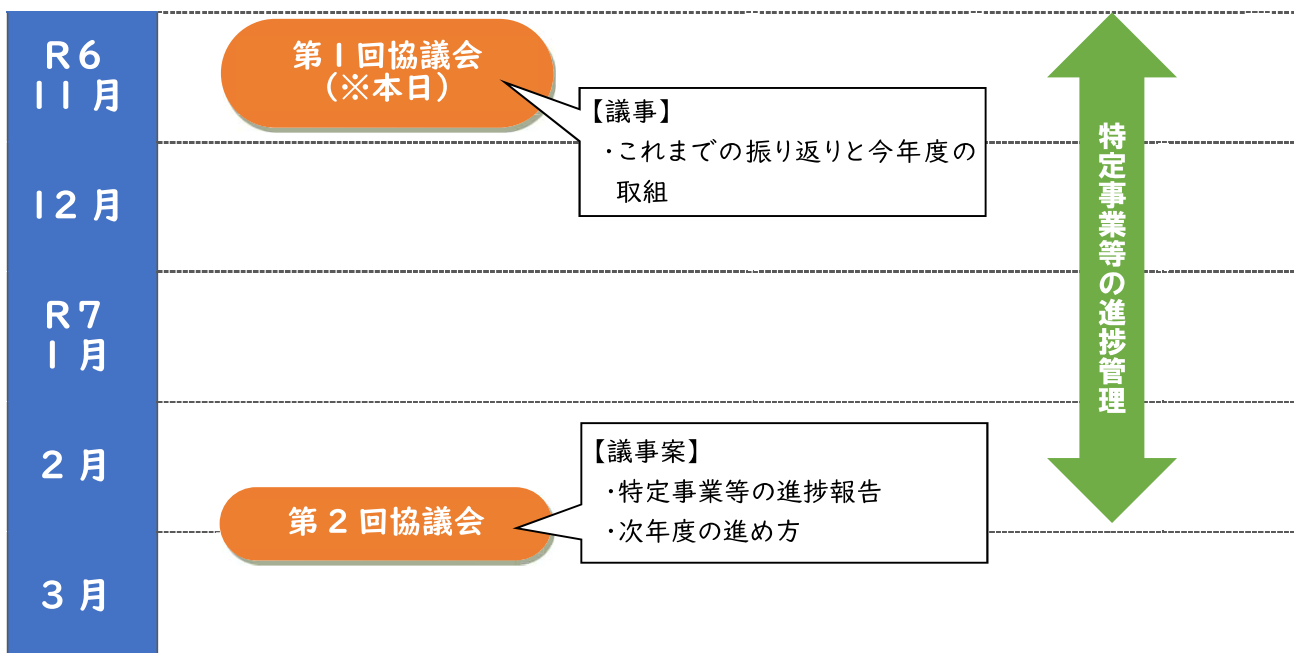 R6
11月
第1回協議会
(※本日)
【議事】
・これまでの振り返りと今年度の
取組
12月
R7
1月
2月
【議事案】
・特定事業等の進捗報告
・次年度の進め方
第2回協議会
3月
特定事業等の進捗管理